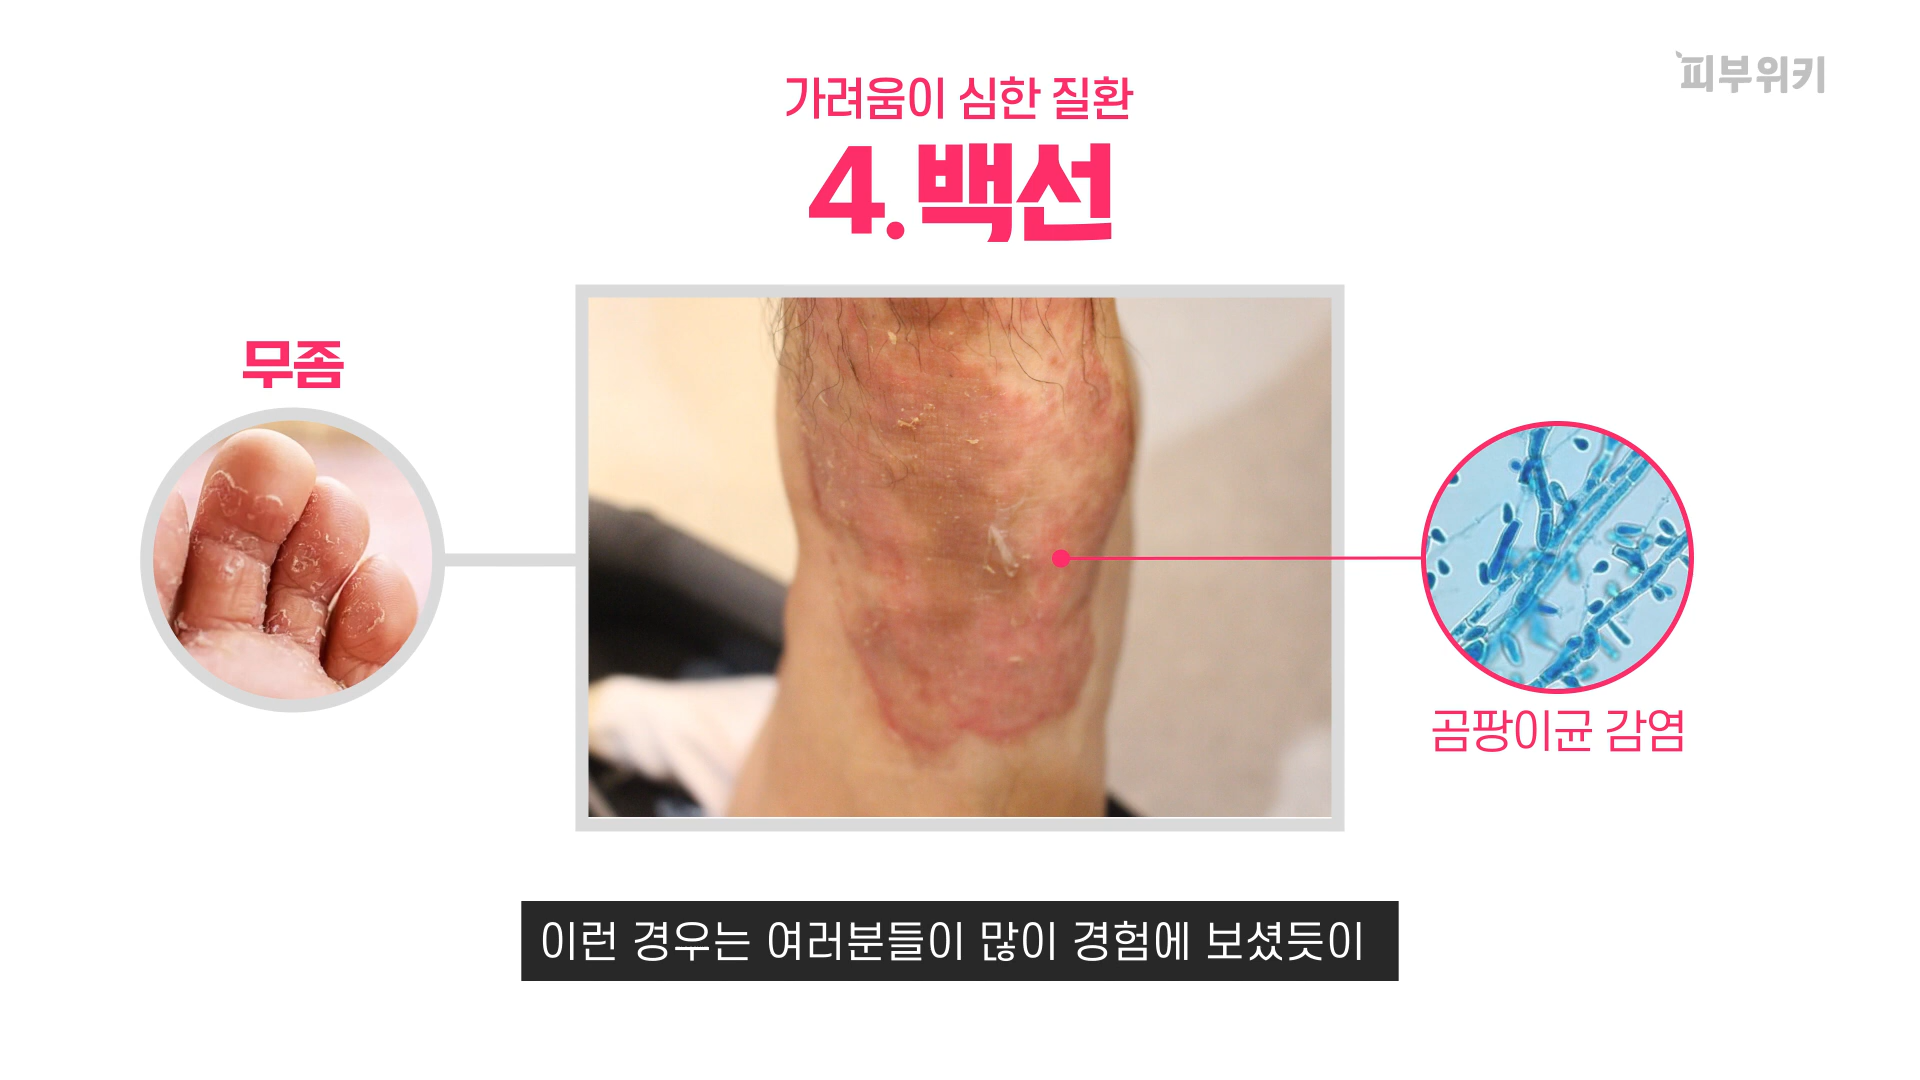 피부위키
가려움이 심한 질환
4.백선
무좀
곰팡이균 감염
이런 경우는 여러분들이 많이 경험에 보셨듯이